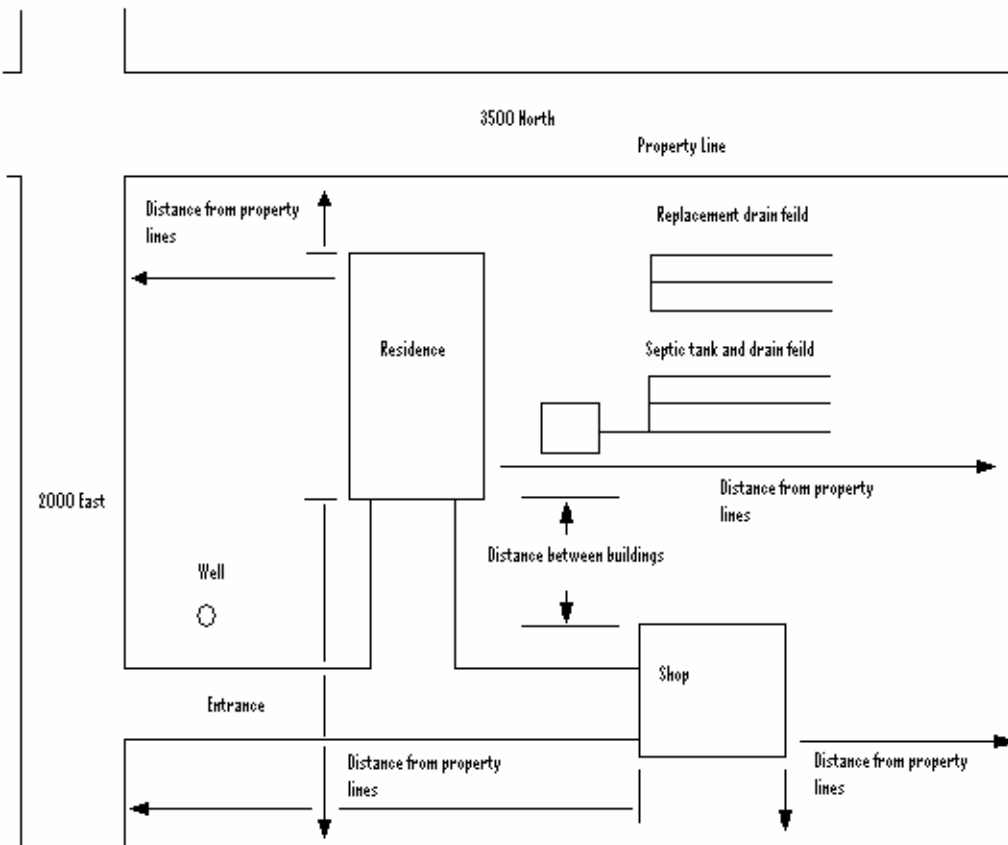 3500 North
Property Line
Distance from property
lines
Replacement drain feild
Residence
Septic tank and drain feild
Distance from property
lines
2000 East
Distance between buildings
Well
Shop
Entrance
Distance from property
lines
Distance from property
lines